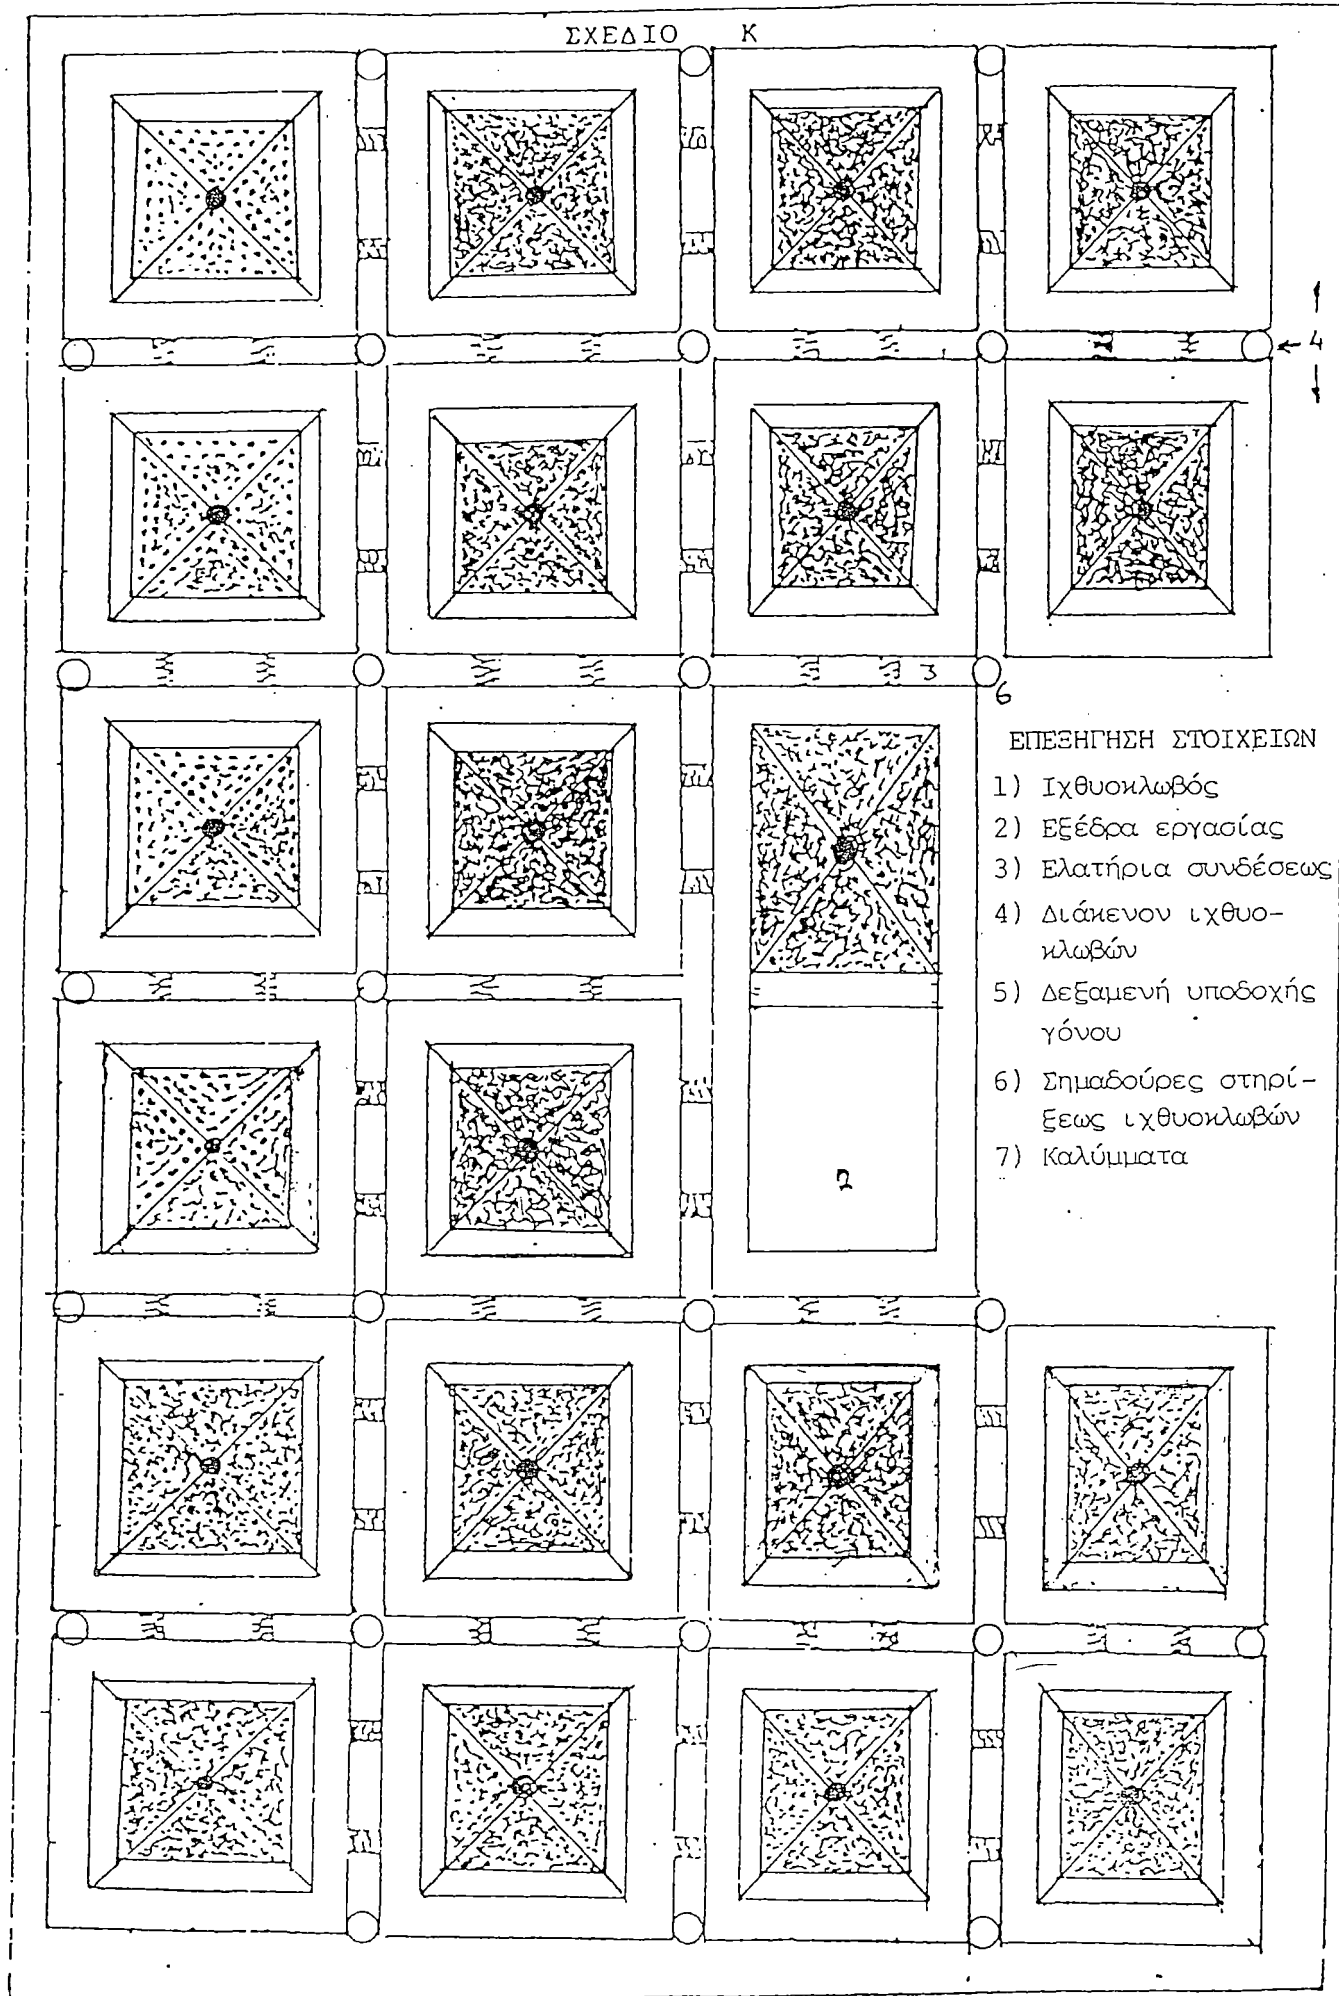 ΣΧΕΔΙΟ Κ
4
3
6
ΕΠΕΞΗΓΗΣΗ ΣΤΟΙΧΕΙΩΝ
1) Ιχθυοκλωβός
2) Εξέδρα εργασίας
3) Ελατήρια συνδέσεως
4) Διάκενον ιχθυο-
κλωβών
5) Δεξαμενή υποδοχής
γόνου
6) Σημαδούρες στηρί-
ξεως ιχθυοκλωβών
7) Καλύμματα
2